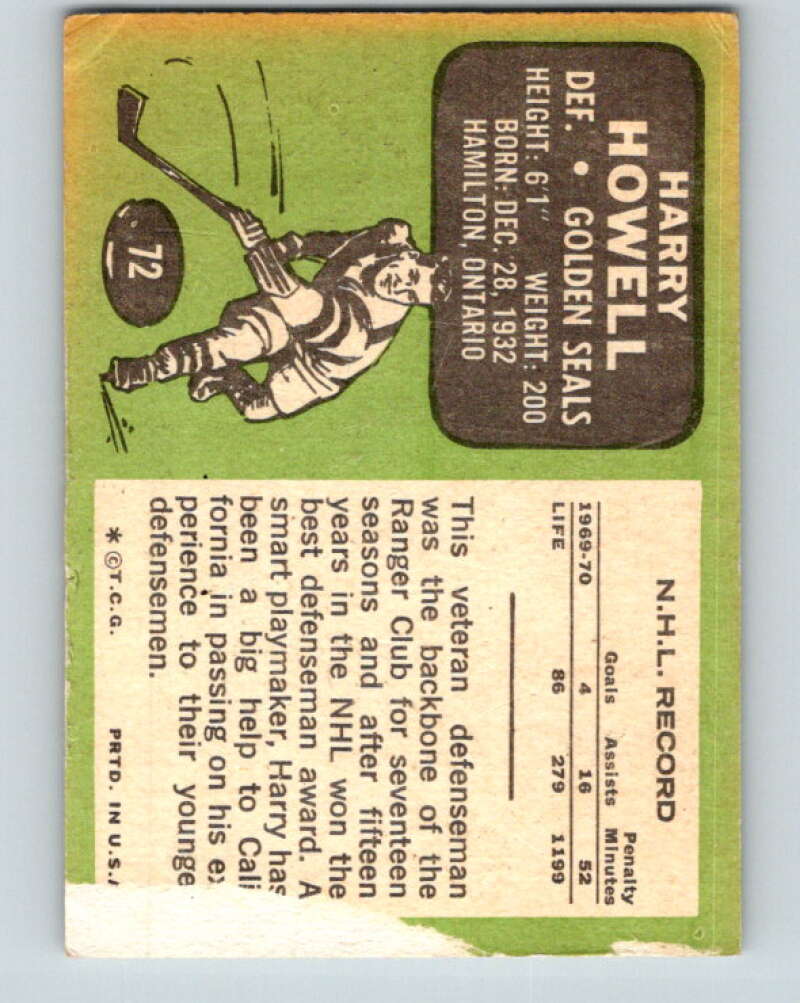 HARRY
HOWELL
DEF. • GOLDEN SEALS
HEIGHT: 6'1" WEIGHT: 200
BORN: DEC. 28, 1932
HAMILTON, ONTARIO
72
N.H.L. RECORD
Goals Assists Penalty Minutes
1969-70 4 16 52
LIFE 86 279 1199
This veteran defenseman
was the backbone of the
Ranger Club for seventeen
seasons and after fifteen
years in the NHL won the
best defenseman award. A
smart playmaker, Harry has
been a big help to Cali
fornia in passing on his ex
perience to their younge
defensemen.
* ©T.C.G. PRTD. IN U.S.A